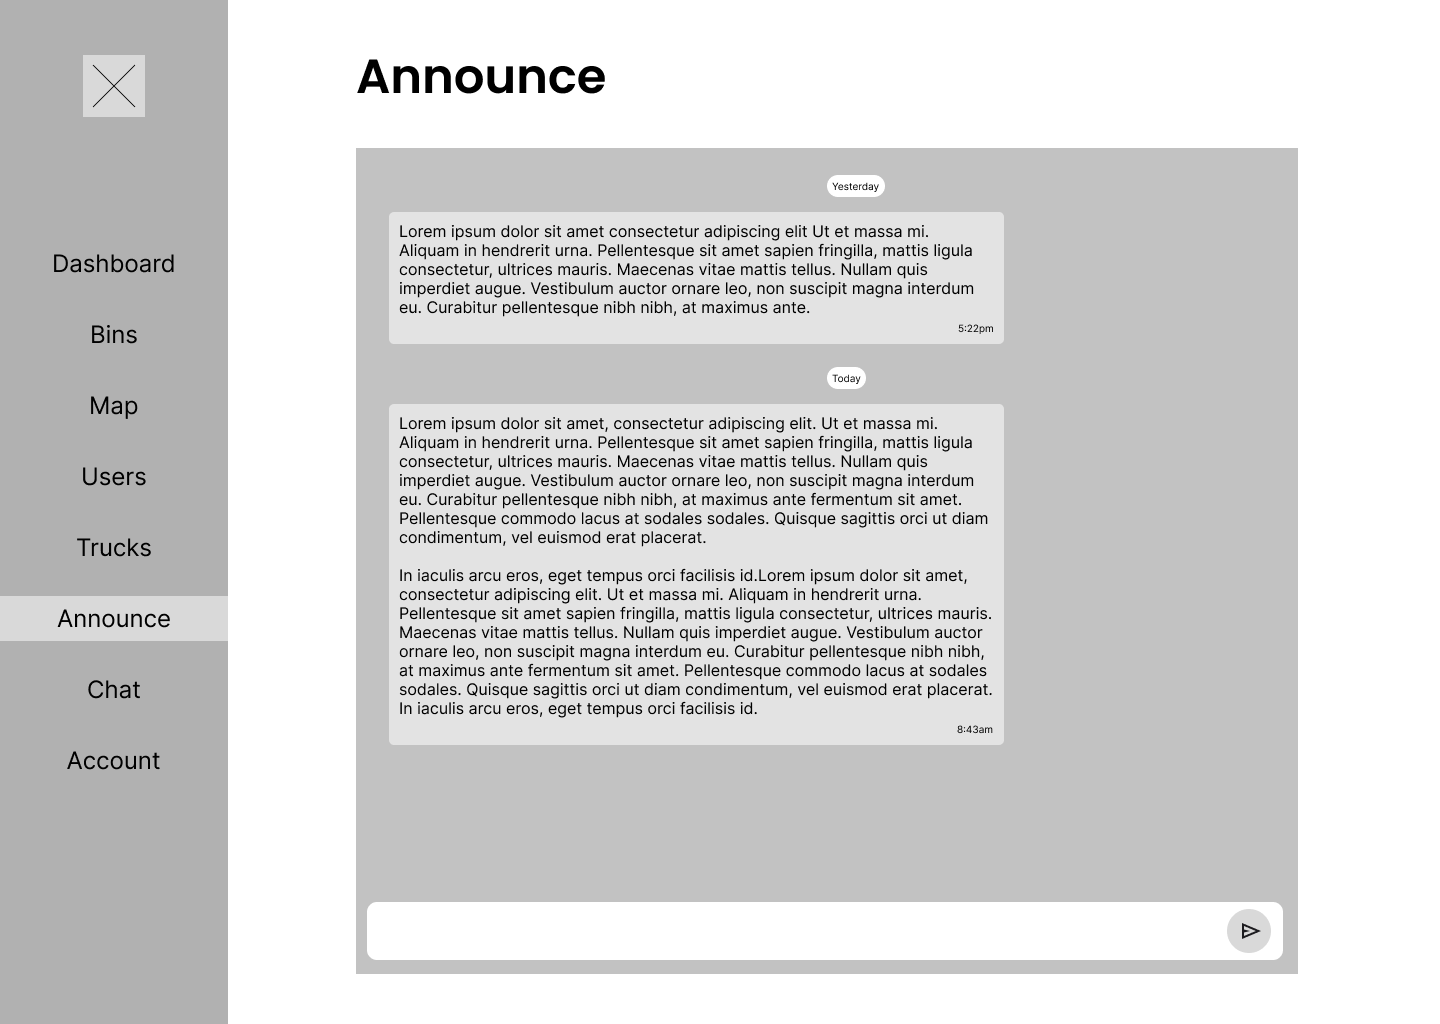 Announce
Dashboard
Bins
Map
Users
Trucks
Announce
Chat
Account
Yesterday
Lorem ipsum dolor sit amet consectetur adipiscing elit Ut et massa mi.
Aliquam in hendrerit urna. Pellentesque sit amet sapien fringilla, mattis ligula
consectetur, ultrices mauris. Maecenas vitae mattis tellus. Nullam quis
imperdiet augue. Vestibulum auctor ornare leo, non suscipit magna interdum
eu. Curabitur pellentesque nibh nibh, at maximus ante.
5:22pm
Today
Lorem ipsum dolor sit amet, consectetur adipiscing elit. Ut et massa mi.
Aliquam in hendrerit urna. Pellentesque sit amet sapien fringilla, mattis ligula
consectetur, ultrices mauris. Maecenas vitae mattis tellus. Nullam quis
imperdiet augue. Vestibulum auctor ornare leo, non suscipit magna interdum
eu. Curabitur pellentesque nibh nibh, at maximus ante fermentum sit amet.
Pellentesque commodo lacus at sodales sodales. Quisque sagittis orci ut diam
condimentum, vel euismod erat placerat.
In iaculis arcu eros, eget tempus orci facilisis id.Lorem ipsum dolor sit amet,
consectetur adipiscing elit. Ut et massa mi. Aliquam in hendrerit urna.
Pellentesque sit amet sapien fringilla, mattis ligula consectetur, ultrices mauris.
Maecenas vitae mattis tellus. Nullam quis imperdiet augue. Vestibulum auctor
ornare leo, non suscipit magna interdum eu. Curabitur pellentesque nibh nibh,
at maximus ante fermentum sit amet. Pellentesque commodo lacus at sodales
sodales. Quisque sagittis orci ut diam condimentum, vel euismod erat placerat.
In iaculis arcu eros, eget tempus orci facilisis id.
8:43am